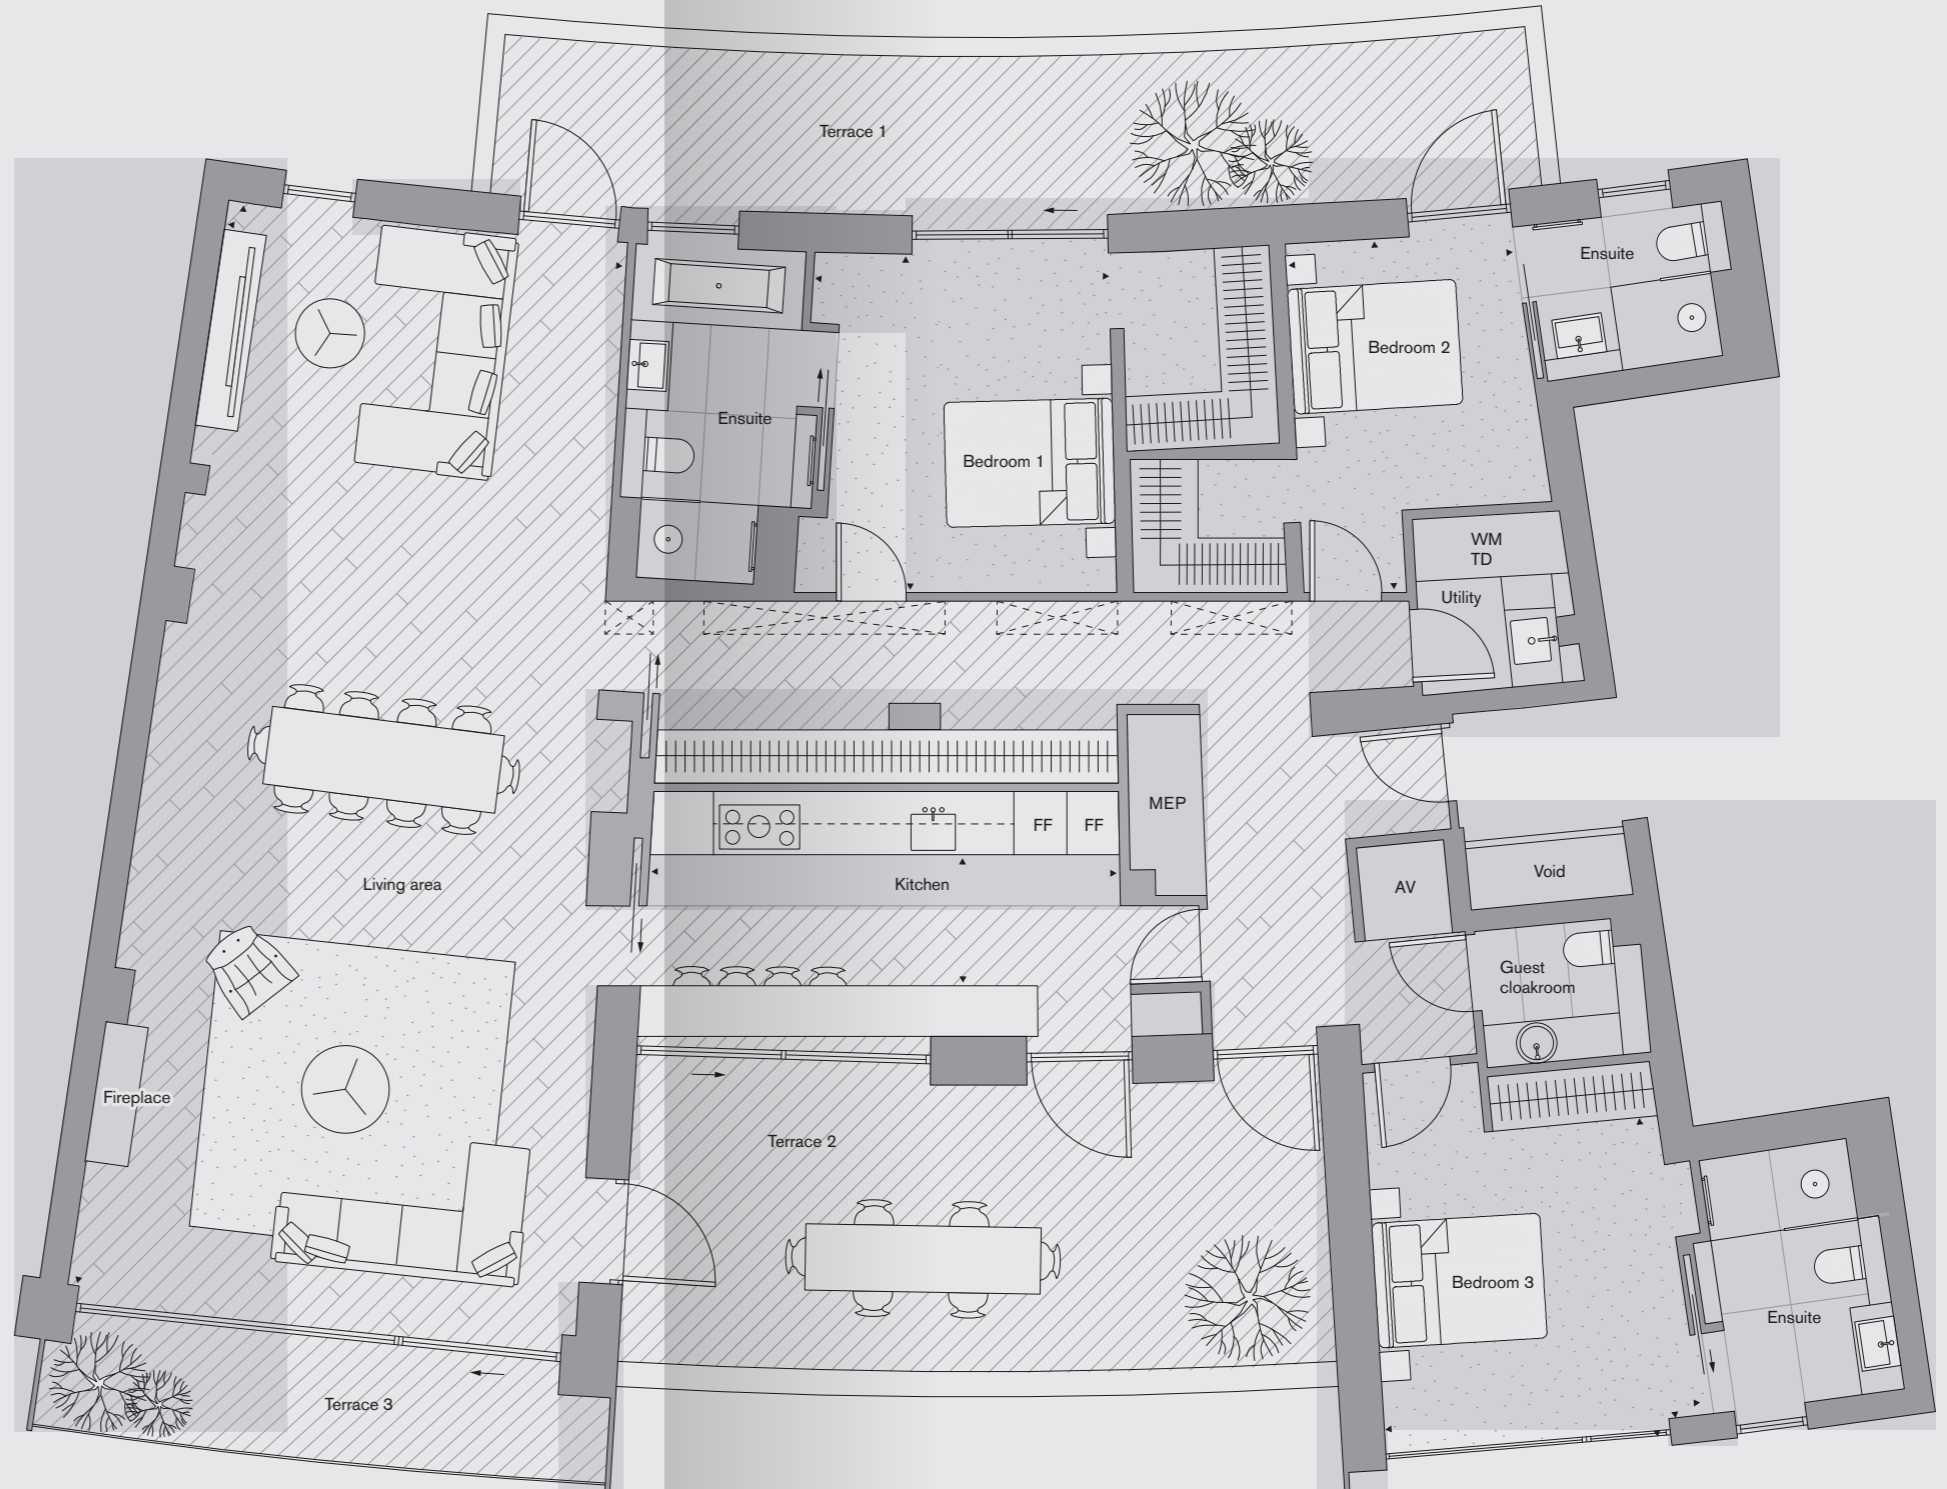 Terrace 1
Ensuite
Bedroom 2
Ensuite
Bedroom 1
WM
TD
Utility
MEP
FF
FF
Living area
Kitchen
AV
Void
Guest
cloakroom
Fireplace
Terrace 2
Bedroom 3
Ensuite
Terrace 3